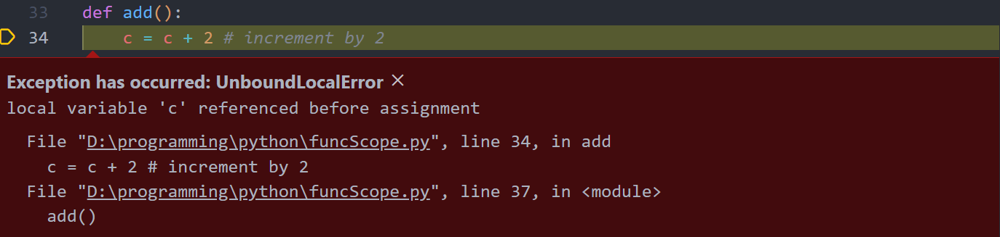 33 def add():
34 c = c + 2 # increment by 2
Exception has occurred: UnboundLocalError ×
local variable 'c' referenced before assignment
File "D:\programming\python\funcScope.py", line 34, in add
c = c + 2 # increment by 2
File "D:\programming\python\funcScope.py", line 37, in <module>
add()